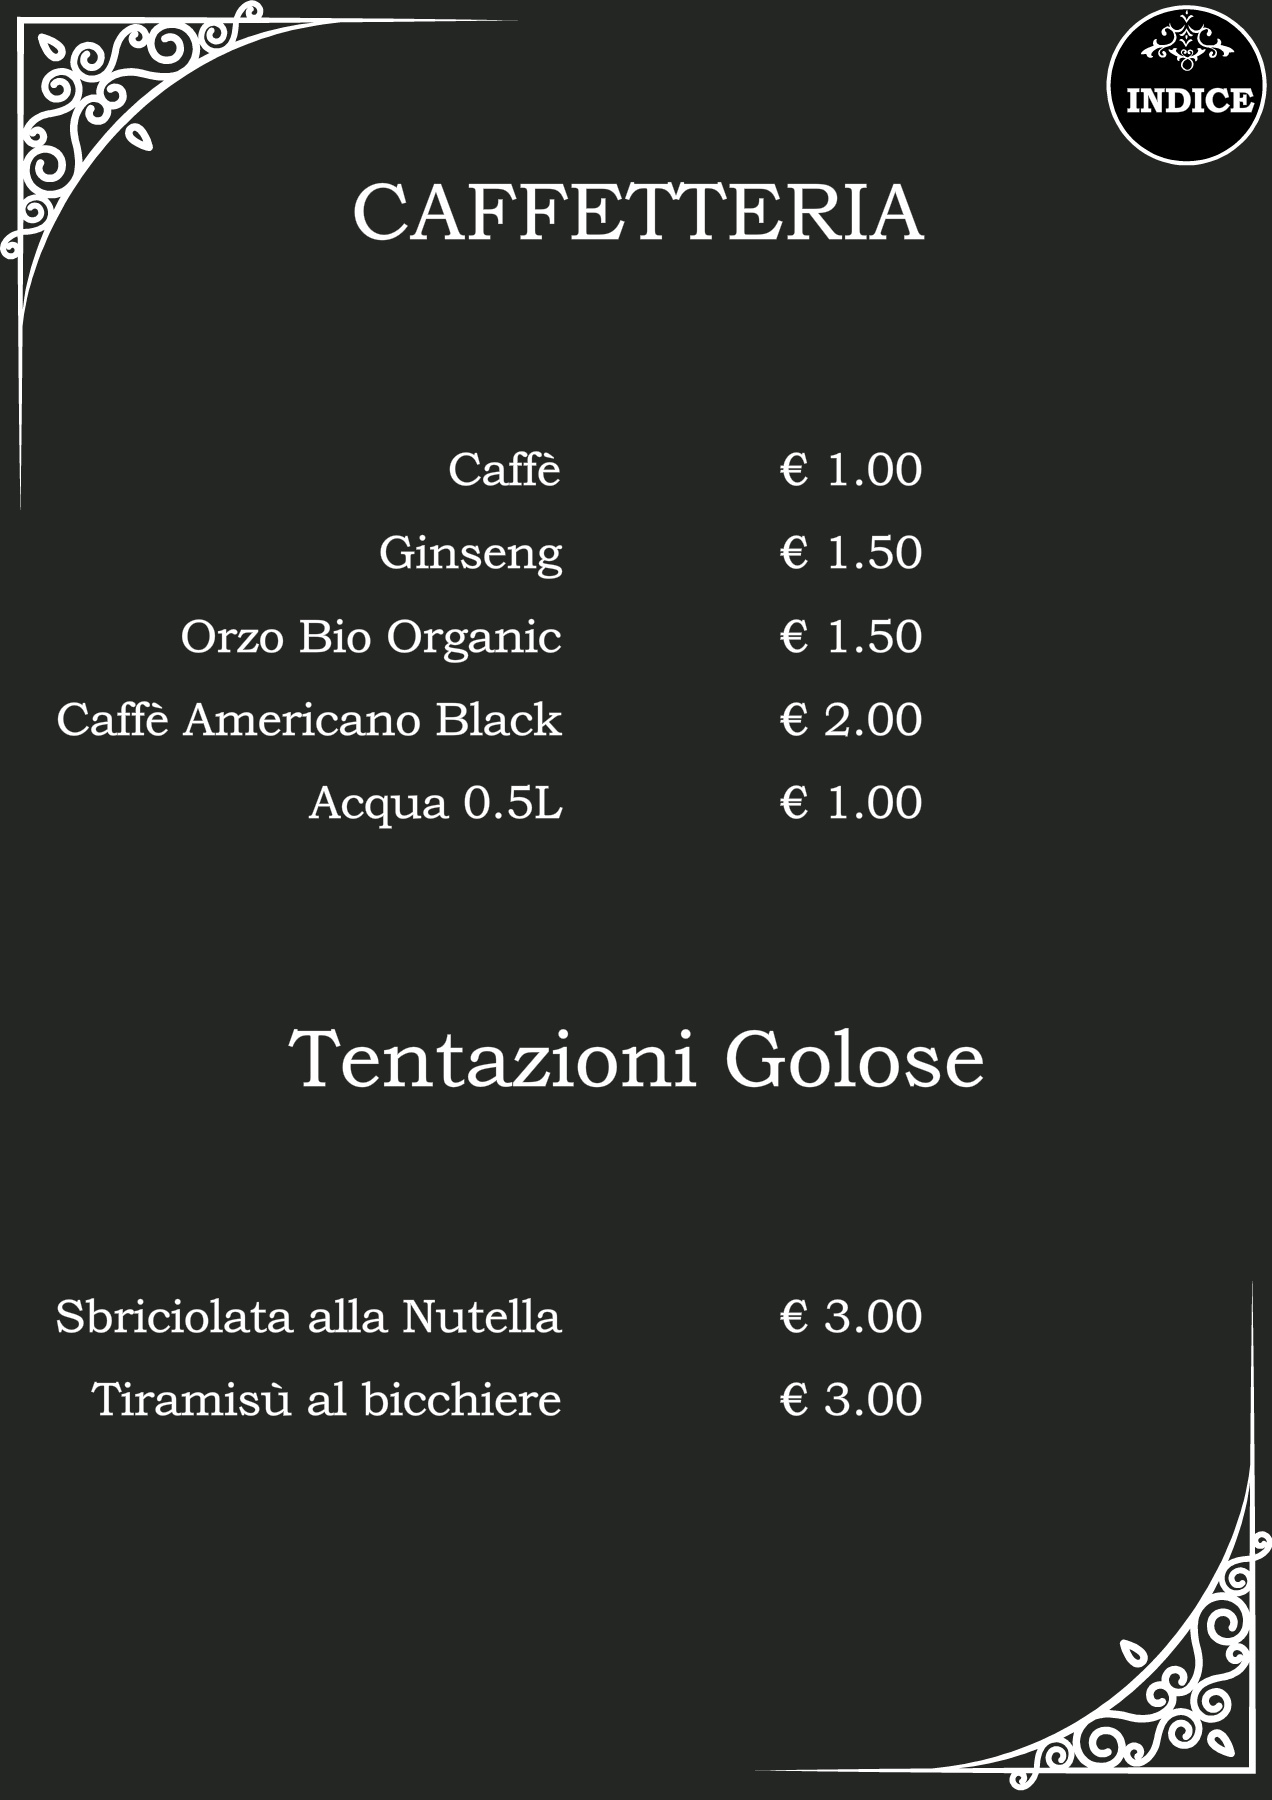 INDICE
CAFFETTERIA
Caffè € 1.00
Ginseng € 1.50
Orzo Bio Organic € 1.50
Caffè Americano Black € 2.00
Acqua 0.5L € 1.00
Tentazioni Golose
Sbriciolata alla Nutella € 3.00
Tiramisù al bicchiere € 3.00